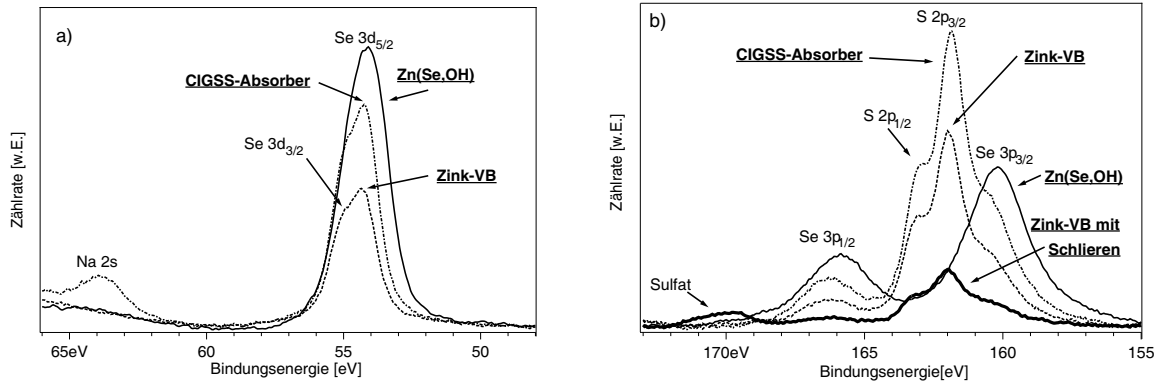 a)
Se 3d5/2
CIGSS-Absorber
Zn(Se,OH)
Se 3d3/2
Zink-VB
Na 2s
Zählrate [w.E.]
65eV 60 55 50
Bindungsenergie [eV]
b)
S 2p3/2
CIGSS-Absorber
Zink-VB
S 2p1/2
Se 3p3/2
Zn(Se,OH)
Zink-VB mit
Schlieren
Se 3p1/2
Sulfat
Zählrate [w.E.]
170eV 165 160 155
Bindungsenergie[eV]